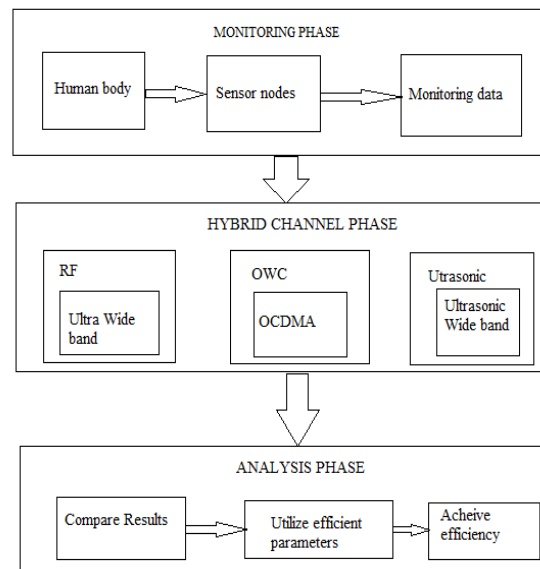 MONITORING PHASE
Human body
Sensor nodes
Monitoring data
HYBRID CHANNEL PHASE
RF
Ultra Wide
band
OWC
OCDMA
Utrasonic
Ultrasonic
Wide band
ANALYSIS PHASE
Compare Results
Utilize efficient
parameters
Acheive
efficiency